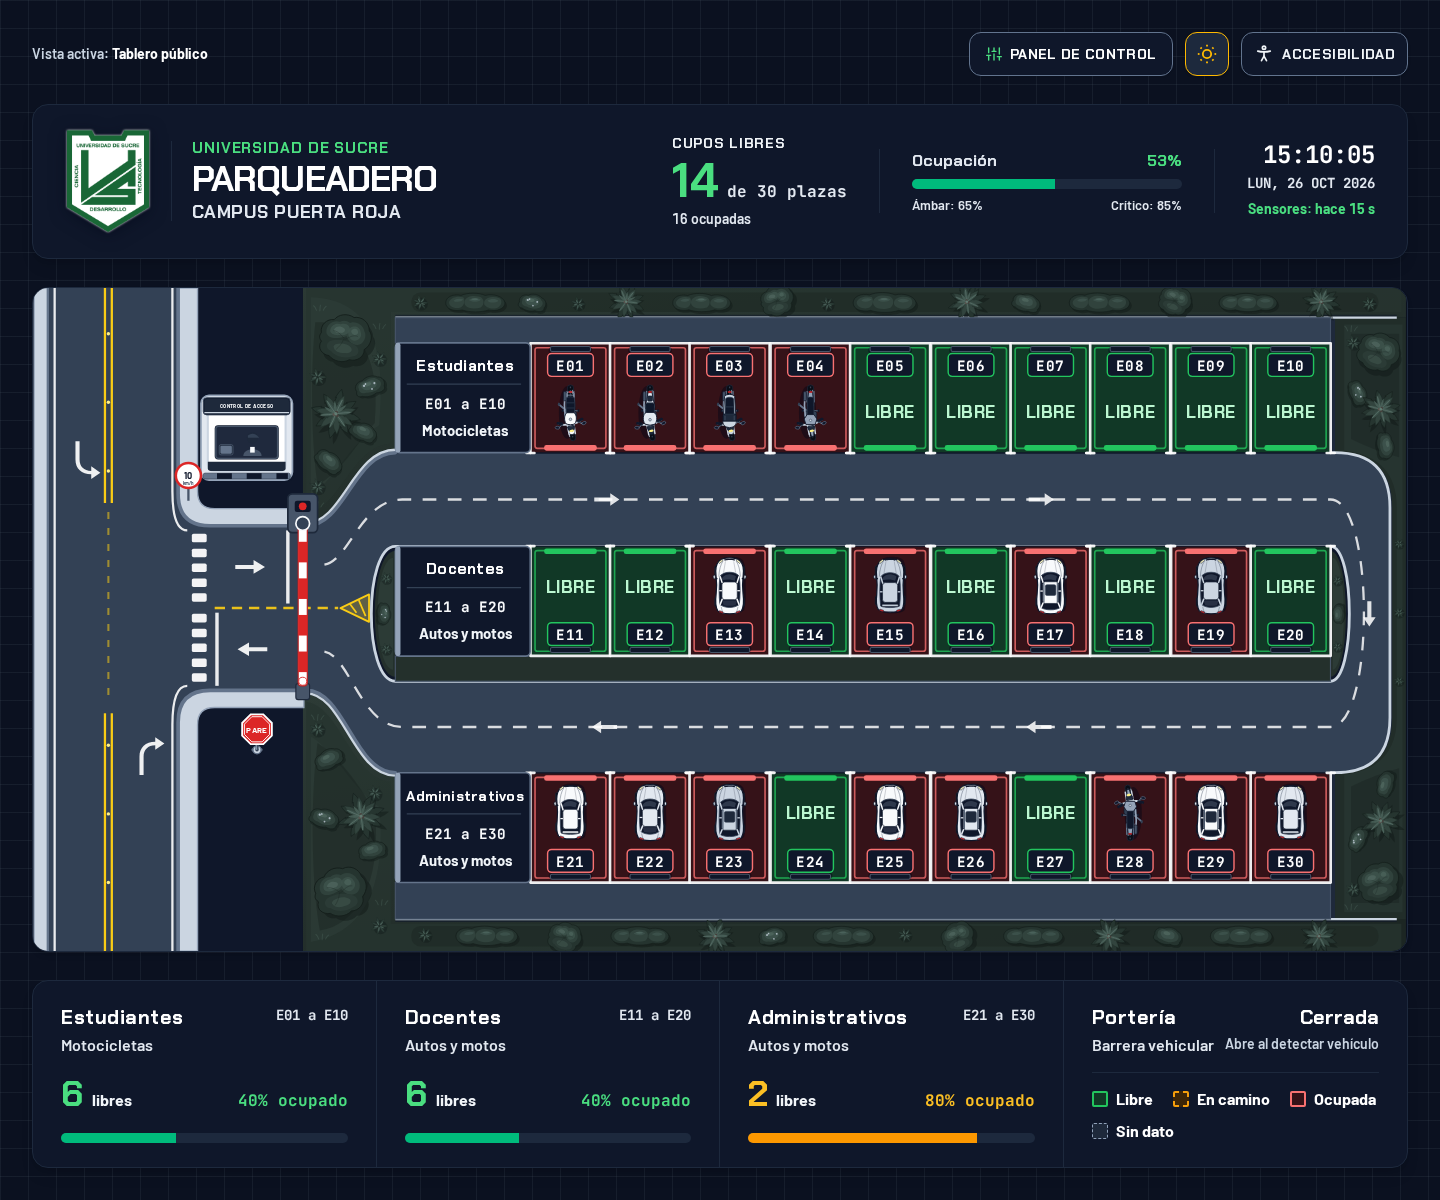 Vista activa: Tablero público
PANEL DE CONTROL
ACCESIBILIDAD
UNIVERSIDAD DE SUCRE
CIENCIA
TECNOLOGÍA
DESARROLLO
UNIVERSIDAD DE SUCRE
PARQUEADERO
CAMPUS PUERTA ROJA
CUPOS LIBRES
14 de 30 plazas
16 ocupadas
Ocupación 53%
Ámbar: 65% Crítico: 85%
15:10:05
LUN, 26 OCT 2026
Sensores: hace 15 s
CONTROL DE ACCESO
10
km/h
PARE
Estudiantes
E01 a E10
Motocicletas
E01 E02 E03 E04 E05 E06 E07 E08 E09 E10
LIBRE LIBRE LIBRE LIBRE LIBRE LIBRE
Docentes
E11 a E20
Autos y motos
LIBRE LIBRE LIBRE LIBRE LIBRE LIBRE
E11 E12 E13 E14 E15 E16 E17 E18 E19 E20
Administrativos
E21 a E30
Autos y motos
LIBRE LIBRE
E21 E22 E23 E24 E25 E26 E27 E28 E29 E30
Estudiantes E01 a E10
Motocicletas
6 libres 40% ocupado
Docentes E11 a E20
Autos y motos
6 libres 40% ocupado
Administrativos E21 a E30
Autos y motos
2 libres 80% ocupado
Portería Cerrada
Barrera vehicular Abre al detectar vehículo
Libre En camino Ocupada
Sin dato